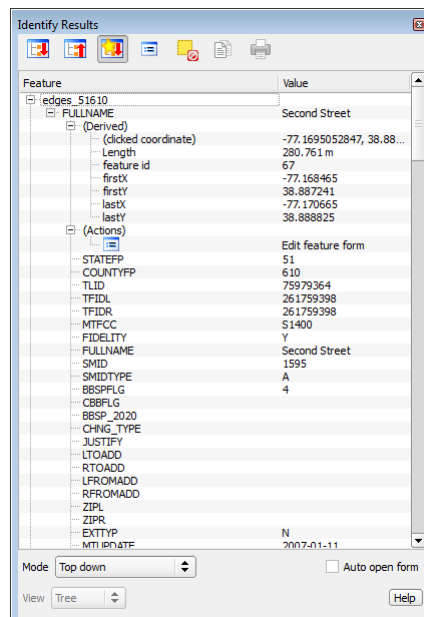 Identify Results
Feature Value
edges_51610
FULLNAME Second Street
(Derived)
(clicked coordinate) -77.1695052847, 38.88...
Length 280.761 m
feature id 67
firstX -77.168465
firstY 38.887241
lastX -77.170665
lastY 38.888825
(Actions)
Edit feature form
STATEFP 51
COUNTYFP 610
TLID 75979364
TFIDL 261759398
TFIDR 261759398
MTFCC S1400
FIDELITY Y
FULLNAME Second Street
SMID 1595
SMIDTYPE A
BBSPFLG 4
CBBFLG
BBSP_2020
CHNG_TYPE
JUSTIFY
LTOADD
RTOADD
LFROMADD
RFROMADD
ZIPL
ZIPR
EXTTYP N
MTUPDATE 2007-01-11
Mode Top down Auto open form
View Tree Help